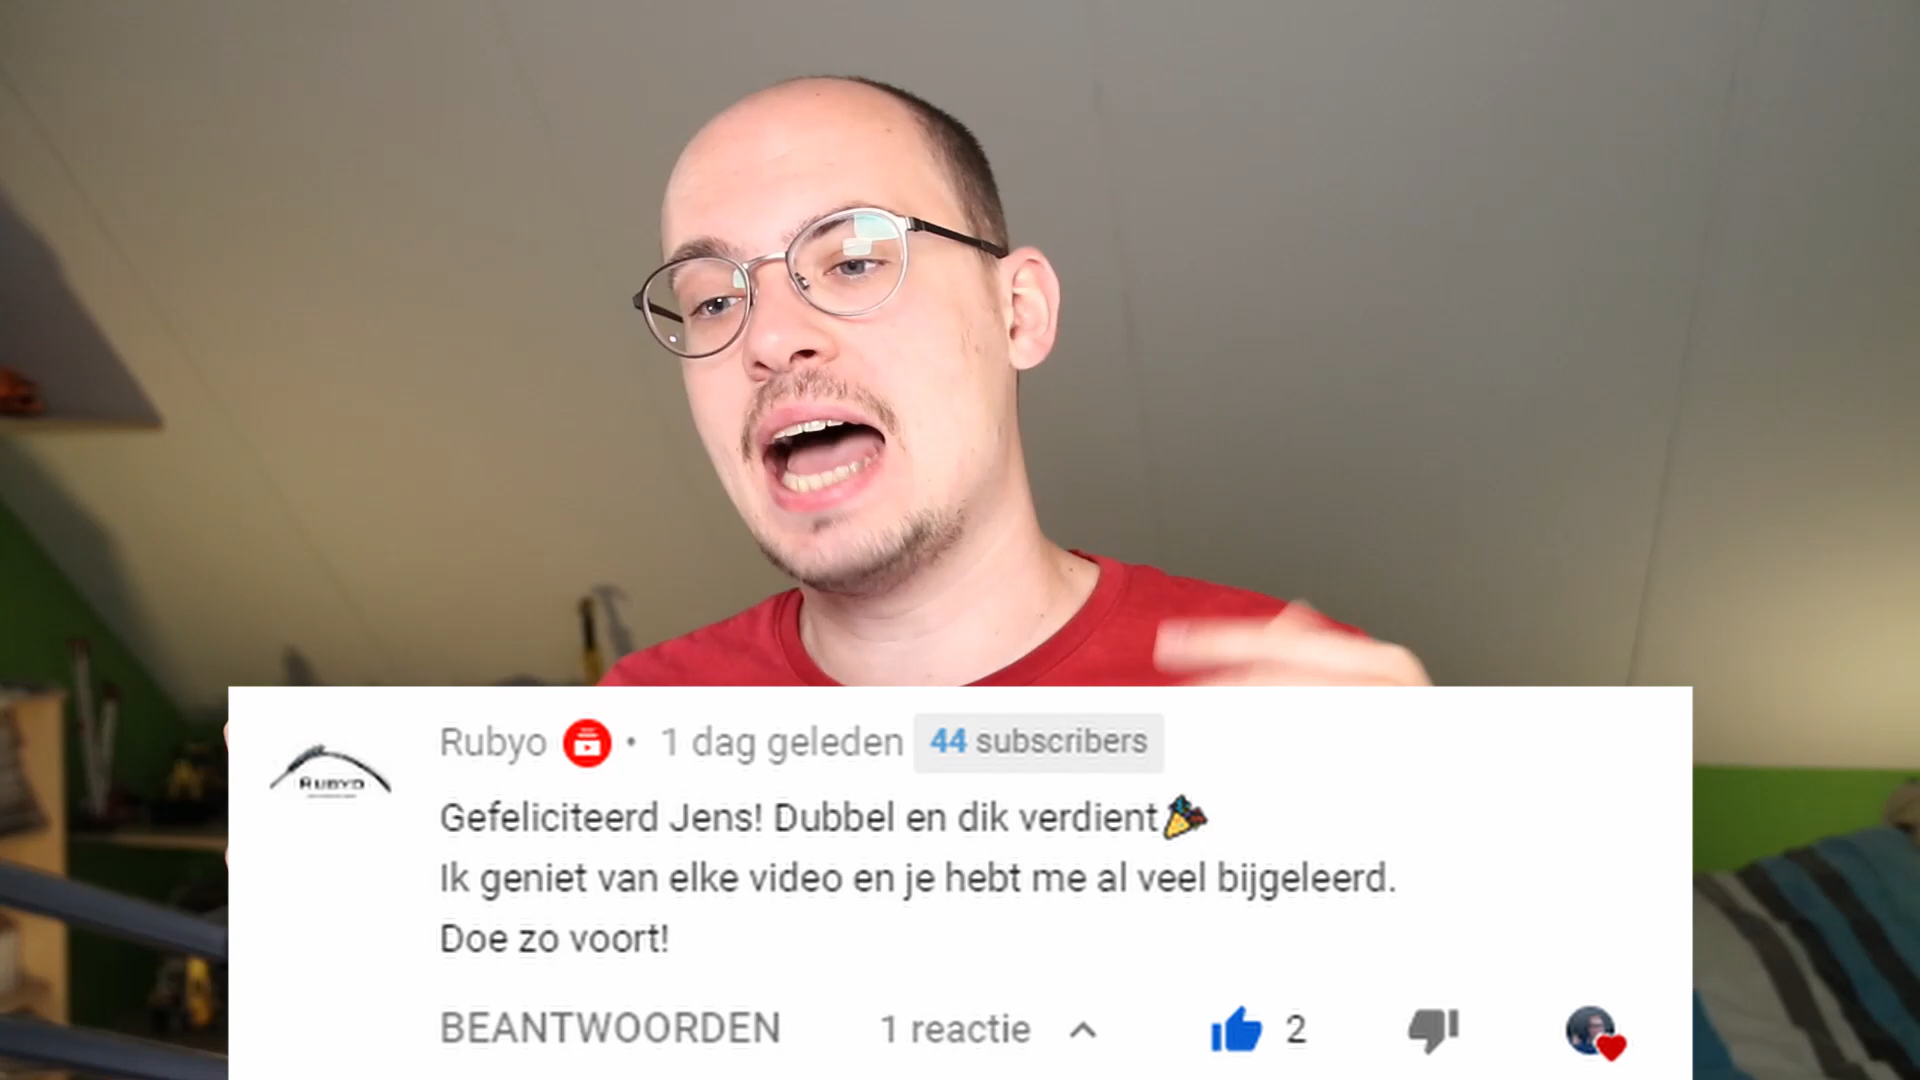 Rubyo • 1 dag geleden 44 subscribers
RUBYO
Gefeliciteerd Jens! Dubbel en dik verdient🎉
Ik geniet van elke video en je hebt me al veel bijgeleerd.
Doe zo voort!
BEANTWOORDEN 1 reactie 2